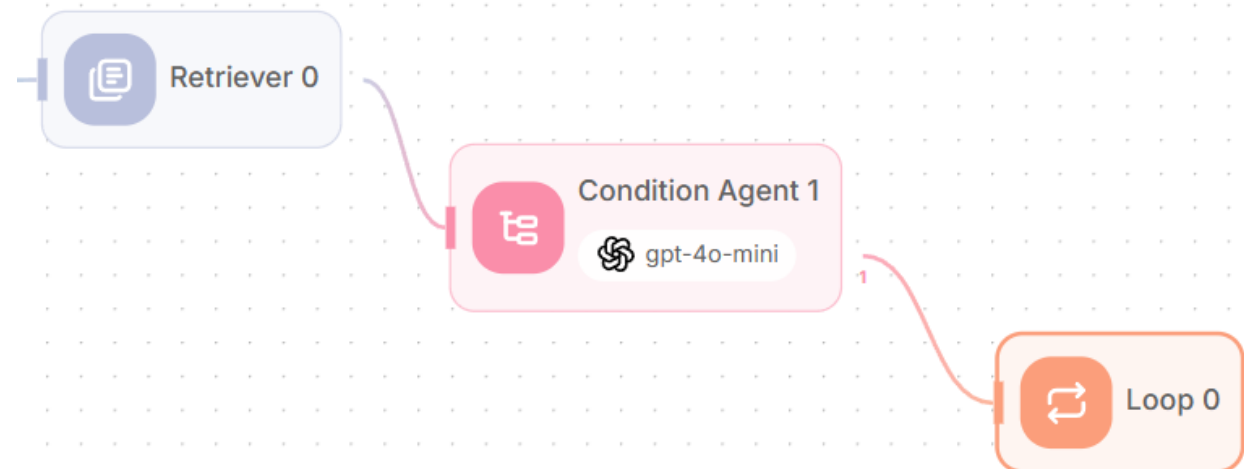 Retriever 0
Condition Agent 1
gpt-4o-mini
1
Loop 0